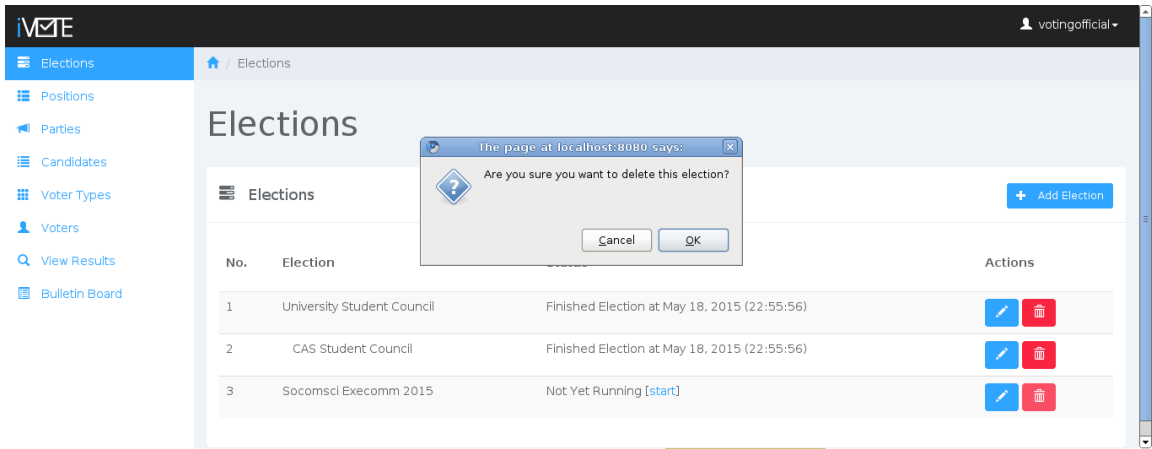 iVOTE
votingofficial
Elections
Positions
Parties
Candidates
Voter Types
Voters
View Results
Bulletin Board
/ Elections
Elections
The page at localhost:8080 says:
Are you sure you want to delete this election?
Cancel OK
Elections
+ Add Election
No. Election Status Actions
1 University Student Council Finished Election at May 18, 2015 (22:55:56)
2 CAS Student Council Finished Election at May 18, 2015 (22:55:56)
3 Socomsci Execomm 2015 Not Yet Running [start]